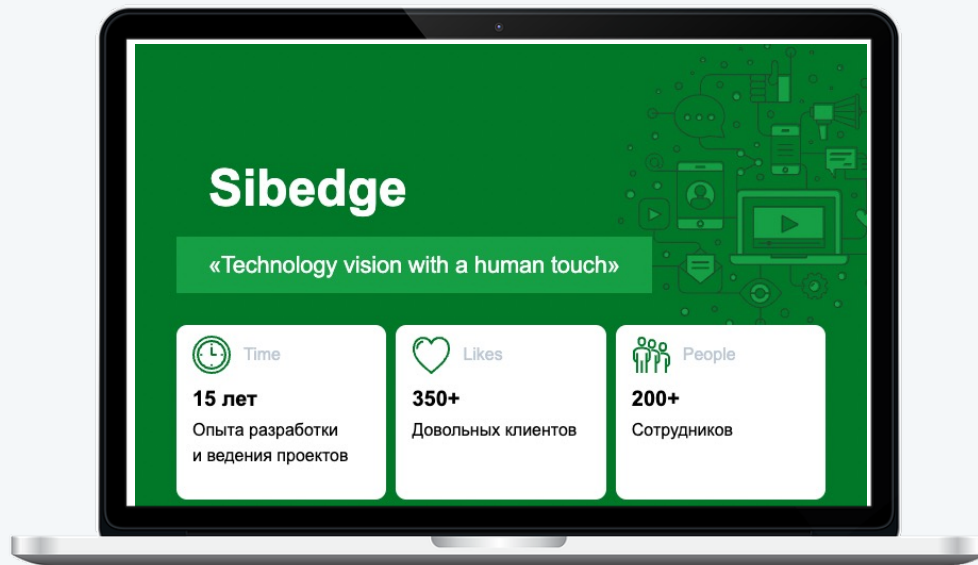 Sibedge
«Technology vision with a human touch»
Time
15 лет
Опыта разработки
и ведения проектов
Likes
350+
Довольных клиентов
People
200+
Сотрудников